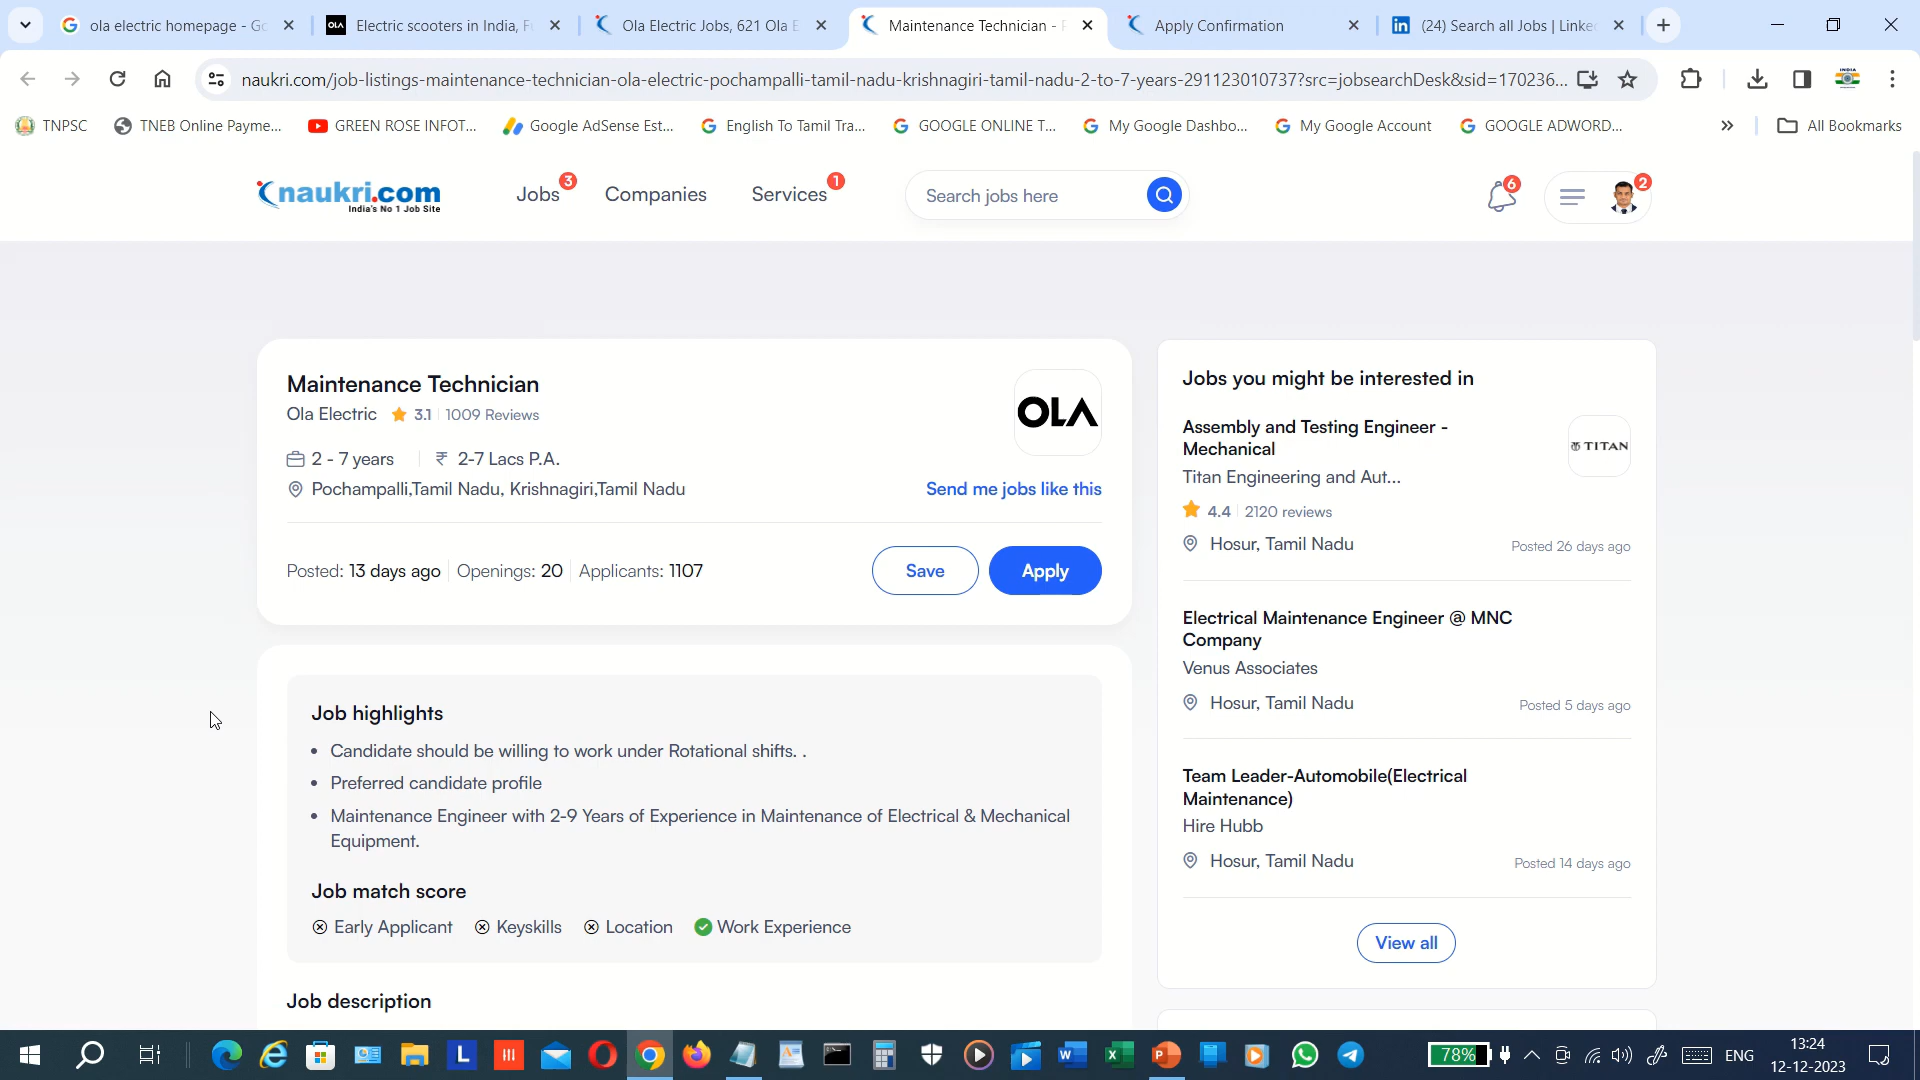 ola electric homepage - Go
OLA
Electric scooters in India, Fu
Ola Electric Jobs, 621 Ola E
Maintenance Technician - P
Apply Confirmation
(24) Search all Jobs | Linke
naukri.com/job-listings-maintenance-technician-ola-electric-pochampalli-tamil-nadu-krishnagiri-tamil-nadu-2-to-7-years-291123010737?src=jobsearchDesk&sid=170236...
TNPSC
TNEB Online Payme...
GREEN ROSE INFOT...
Google AdSense Est...
English To Tamil Tra...
GOOGLE ONLINE T...
My Google Dashbo...
My Google Account
GOOGLE ADWORD...
All Bookmarks
naukri.com
India's No 1 Job Site
Jobs 3
Companies
Services 1
Search jobs here
6
2
Maintenance Technician
Ola Electric 3.1 1009 Reviews
OLA
2 - 7 years ₹ 2-7 Lacs P.A.
Pochampalli,Tamil Nadu, Krishnagiri,Tamil Nadu
Send me jobs like this
Posted: 13 days ago Openings: 20 Applicants: 1107
Save
Apply
Job highlights
• Candidate should be willing to work under Rotational shifts. .
• Preferred candidate profile
• Maintenance Engineer with 2-9 Years of Experience in Maintenance of Electrical & Mechanical
Equipment.
Job match score
Early Applicant Keyskills Location Work Experience
Job description
Jobs you might be interested in
Assembly and Testing Engineer -
Mechanical
TITAN
Titan Engineering and Aut...
4.4 2120 reviews
Hosur, Tamil Nadu
Posted 26 days ago
Electrical Maintenance Engineer @ MNC
Company
Venus Associates
Hosur, Tamil Nadu
Posted 5 days ago
Team Leader-Automobile(Electrical
Maintenance)
Hire Hubb
Hosur, Tamil Nadu
Posted 14 days ago
View all
78%
ENG
13:24
12-12-2023